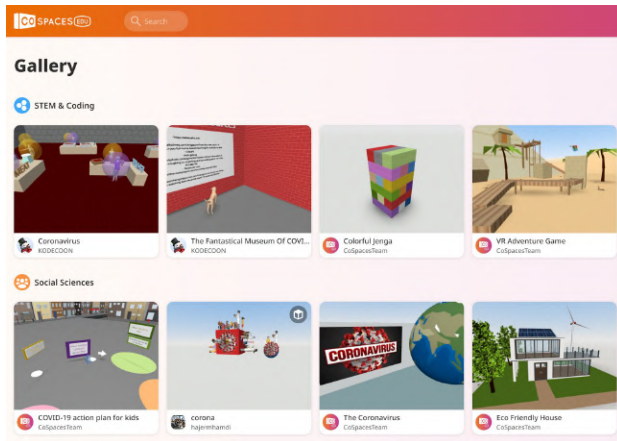 COSPACES EDU
Search
Gallery
STEM & Coding
Coronavirus
KODECOON
The Fantastical Museum Of COVI...
KODECOON
Colorful Jenga
CoSpacesTeam
VR Adventure Game
CoSpacesTeam
Social Sciences
CORONAVIRUS
COVID-19 action plan for kids
CoSpacesTeam
corona
hajermhamdi
The Coronavirus
CoSpacesTeam
Eco Friendly House
CoSpacesTeam